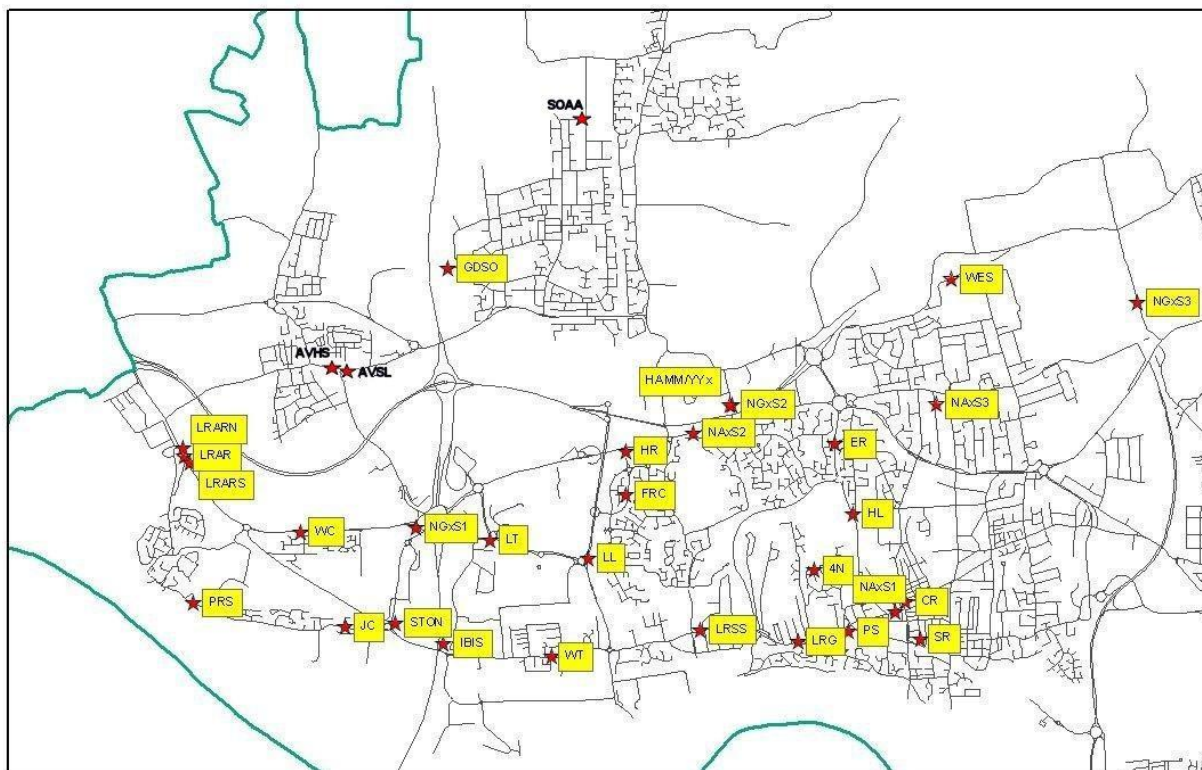 SOAA
GDSO
WES
NGxS3
AVHS
AVSL
HAMM/YYx
NGxS2
NAxS3
NAxS2
LRARN
LRAR
LRARS
HR
ER
FRC
HL
WC
NGxS1
LT
LL
4N
NAxS1
CR
PRS
JC
STON
IBIS
WT
LRSS
LRG
PS
SR